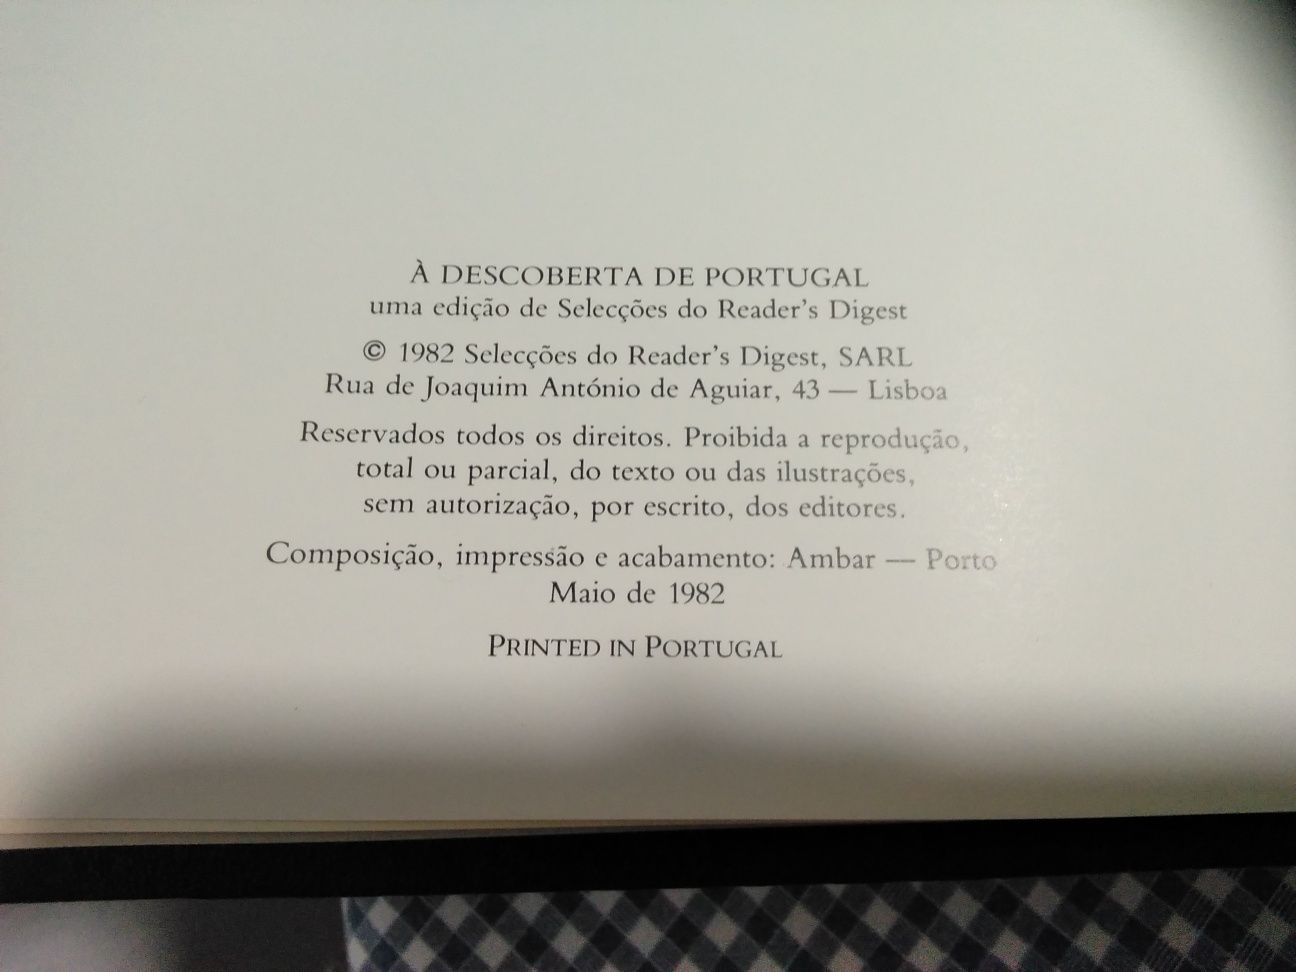 À DESCOBERTA DE PORTUGAL
uma edição de Selecções do Reader's Digest
© 1982 Selecções do Reader's Digest, SARL
Rua de Joaquim António de Aguiar, 43 — Lisboa
Reservados todos os direitos. Proibida a reprodução,
total ou parcial, do texto ou das ilustrações,
sem autorização, por escrito, dos editores.
Composição, impressão e acabamento: Ambar — Porto
Maio de 1982
PRINTED IN PORTUGAL